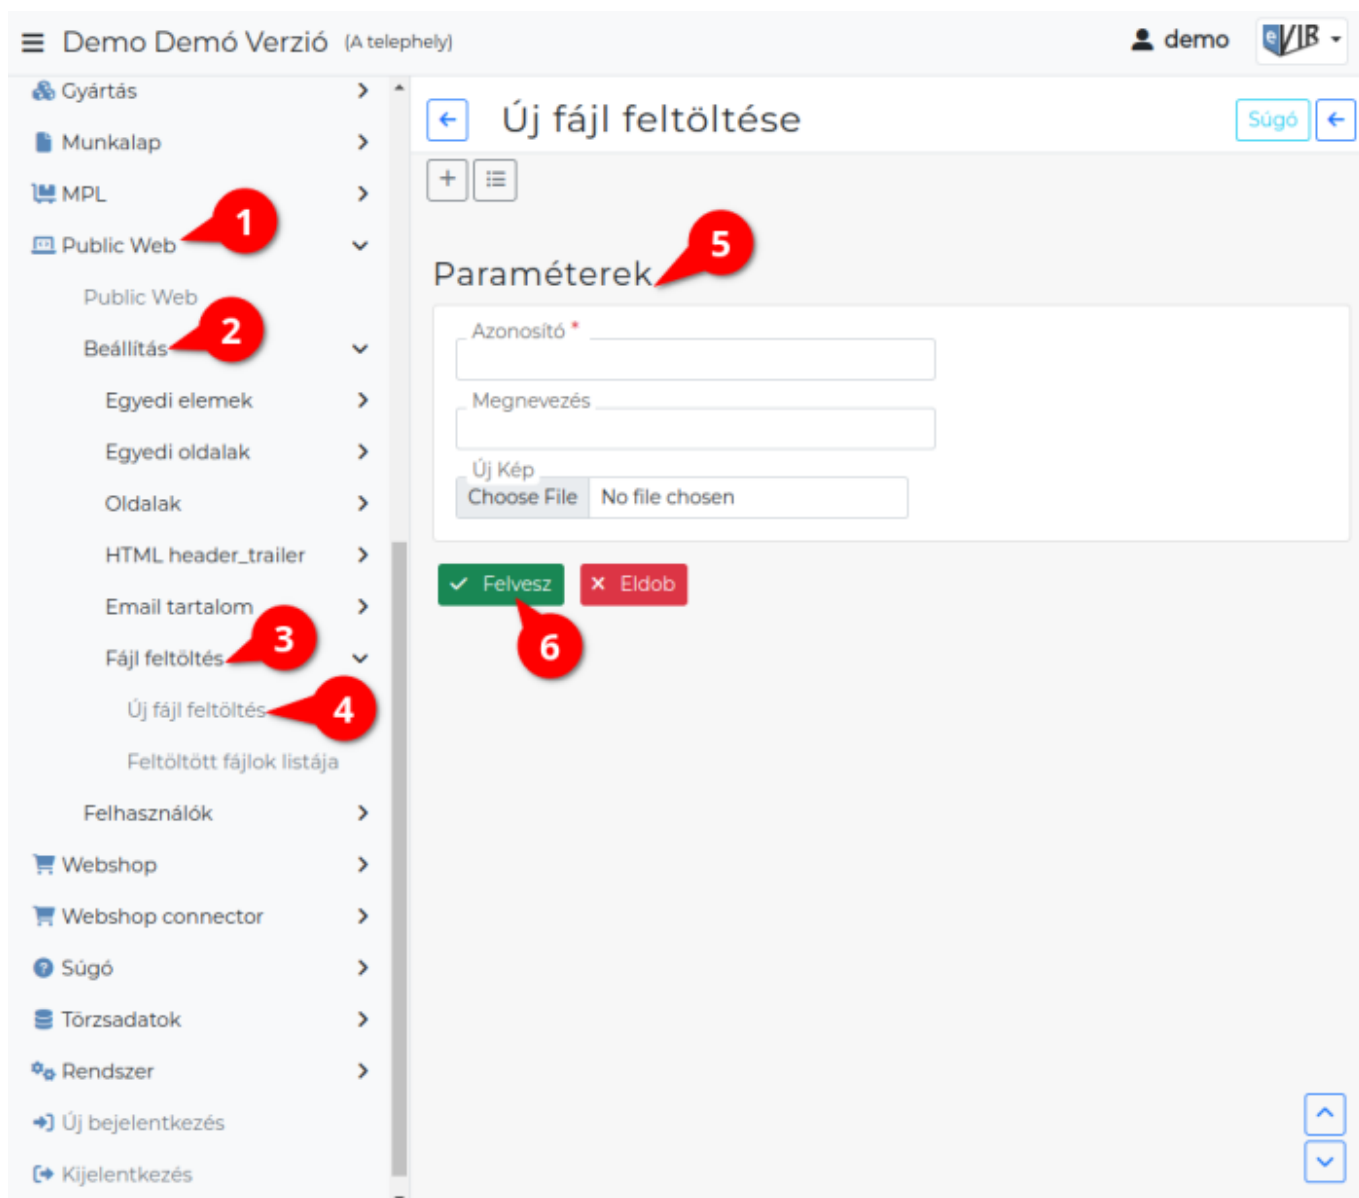 Demo Demó Verzió (A telephely)
demo
eVIR
Gyártás
Munkalap
MPL
1
Public Web
Public Web
2
Beállítás
Egyedi elemek
Egyedi oldalak
Oldalak
HTML header_trailer
Email tartalom
3
Fájl feltöltés
Új fájl feltöltés
4
Feltöltött fájlok listája
Felhasználók
Webshop
Webshop connector
Súgó
Törzsadatok
Rendszer
Új bejelentkezés
Kijelentkezés
Új fájl feltöltése
Súgó
5
Paraméterek
Azonosító *
Megnevezés
Új Kép
Choose File No file chosen
Felvesz
Eldob
6